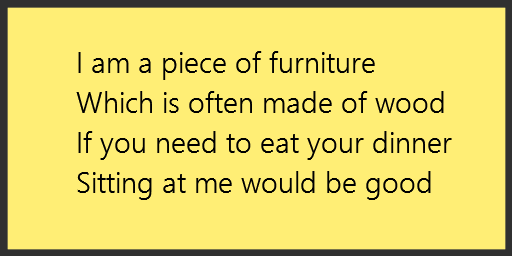 I am a piece of furniture
Which is often made of wood
If you need to eat your dinner
Sitting at me would be good